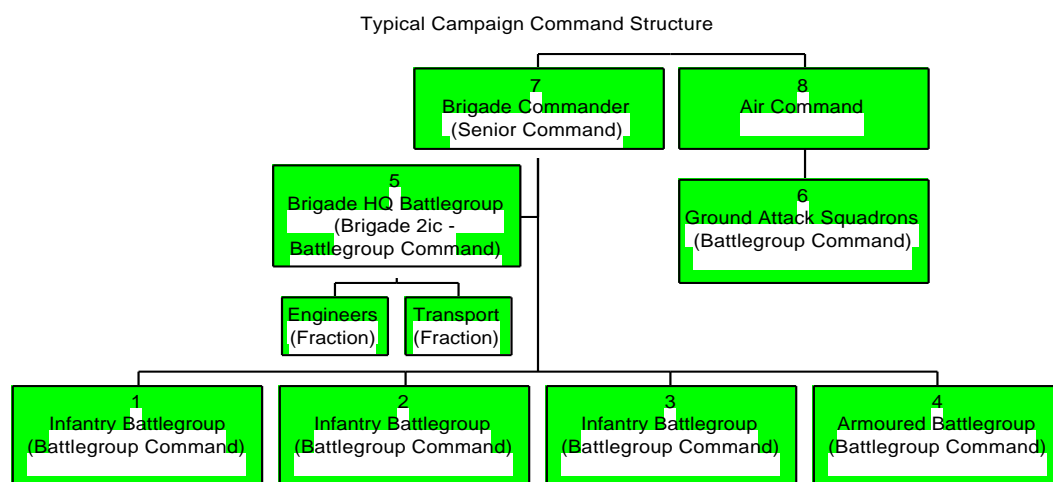 Typical Campaign Command Structure
7
Brigade Commander
(Senior Command)
8
Air Command
5
Brigade HQ Battlegroup
(Brigade 2ic -
Battlegroup Command)
6
Ground Attack Squadrons
(Battlegroup Command)
Engineers
(Fraction)
Transport
(Fraction)
1
Infantry Battlegroup
(Battlegroup Command)
2
Infantry Battlegroup
(Battlegroup Command)
3
Infantry Battlegroup
(Battlegroup Command)
4
Armoured Battlegroup
(Battlegroup Command)